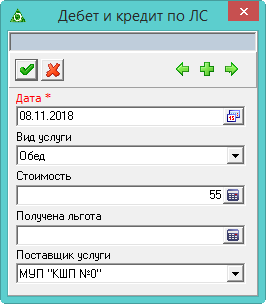 Дебет и кредит по ЛС
Дата *
08.11.2018
Вид услуги
Обед
Стоимость
55
Получена льгота
Поставщик услуги
МУП "КШП №0"